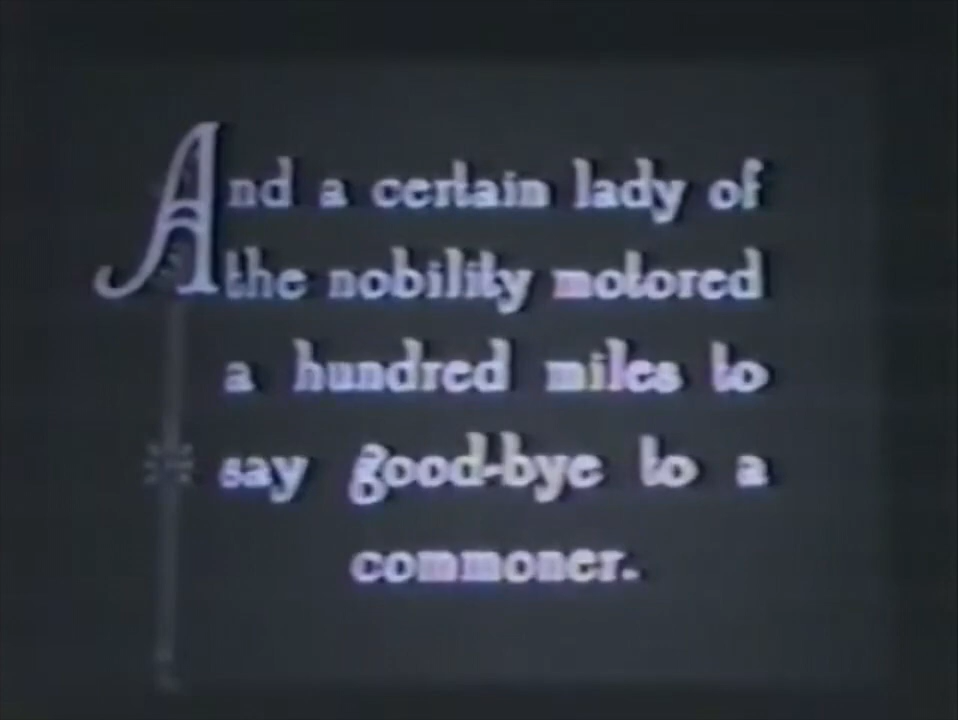 And a certain lady of
the nobility motored
a hundred miles to
say good-bye to a
commoner.